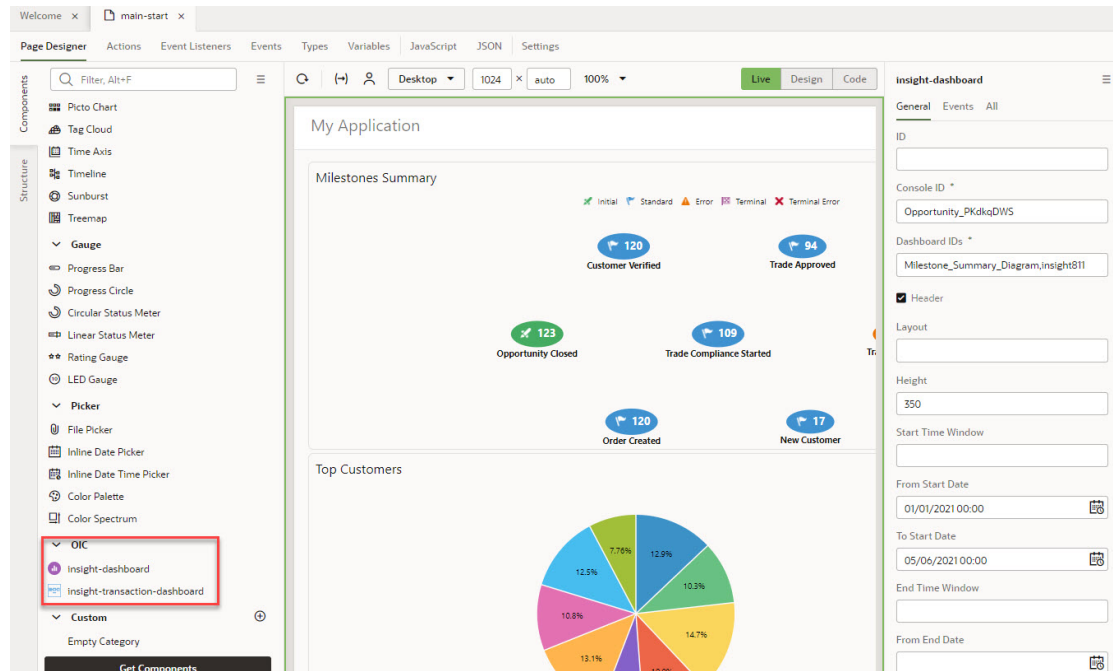 Welcome ×
main-start ×
Page Designer Actions Event Listeners Events Types Variables JavaScript JSON Settings
Components
Structure
Filter, Alt+F
Picto Chart
Tag Cloud
Time Axis
Timeline
Sunburst
Treemap
Gauge
Progress Bar
Progress Circle
Circular Status Meter
Linear Status Meter
Rating Gauge
LED Gauge
Picker
File Picker
Inline Date Picker
Inline Date Time Picker
Color Palette
Color Spectrum
OIC
insight-dashboard
insight-transaction-dashboard
Custom
Empty Category
Get Components
Desktop 1024 × auto 100% Live Design Code
My Application
Milestones Summary
Initial Standard Error Terminal Terminal Error
120 94
Customer Verified Trade Approved
123 109
Opportunity Closed Trade Compliance Started
120 17
Order Created New Customer
Top Customers
7.76% 12.9%
12.5% 10.3%
10.8%
14.7%
13.1%
insight-dashboard
General Events All
ID
Console ID *
Opportunity_PKdkqDWS
Dashboard IDs *
Milestone_Summary_Diagram,insight811
Header
Layout
Height
350
Start Time Window
From Start Date
01/01/2021 00:00
To Start Date
05/06/2021 00:00
End Time Window
From End Date